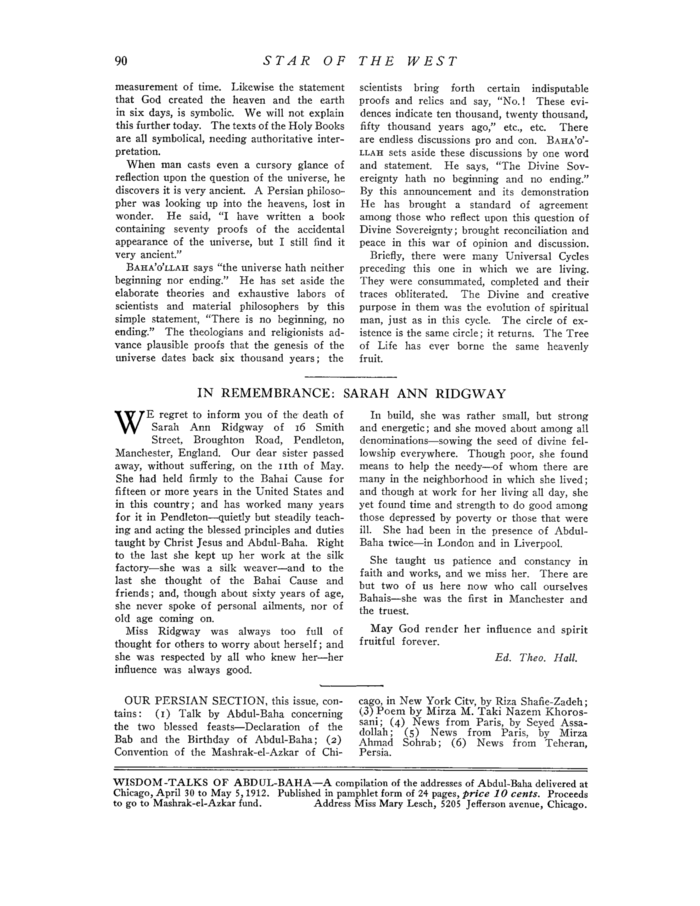 90
STAR OF THE WEST
measurement of time. Likewise the statement
that God created the heaven and the earth
in six days, is symbolic. We will not explain
this further today. The texts of the Holy Books
are all symbolical, needing authoritative inter-
pretation.
When man casts even a cursory glance of
reflection upon the question of the universe, he
discovers it is very ancient. A Persian philoso-
pher was looking up into the heavens, lost in
wonder. He said, "I have written a book
containing seventy proofs of the accidental
appearance of the universe, but I still find it
very ancient."
BAHA'O'LLAH says "the universe hath neither
beginning nor ending." He has set aside the
elaborate theories and exhaustive labors of
scientists and material philosophers by this
simple statement, "There is no beginning, no
ending." The theologians and religionists ad-
vance plausible proofs that the genesis of the
universe dates back six thousand years; the
scientists bring forth certain indisputable
proofs and relics and say, "No.! These evi-
dences indicate ten thousand, twenty thousand,
fifty thousand years ago," etc., etc. There
are endless discussions pro and con. BAHA'O'-
LLAH sets aside these discussions by one word
and statement. He says, "The Divine Sov-
ereignty hath no beginning and no ending."
By this announcement and its demonstration
He has brought a standard of agreement
among those who reflect upon this question of
Divine Sovereignty; brought reconciliation and
peace in this war of opinion and discussion.
Briefly, there were many Universal Cycles
preceding this one in which we are living.
They were consummated, completed and their
traces obliterated. The Divine and creative
purpose in them was the evolution of spiritual
man, just as in this cycle. The circle of ex-
istence is the same circle; it returns. The Tree
of Life has ever borne the same heavenly
fruit.
IN REMEMBRANCE: SARAH ANN RIDGWAY
WE regret to inform you of the death of
Sarah Ann Ridgway of 16 Smith
Street, Broughton Road, Pendleton,
Manchester, England. Our dear sister passed
away, without suffering, on the 11th of May.
She had held firmly to the Bahai Cause for
fifteen or more years in the United States and
in this country; and has worked many years
for it in Pendleton—quietly but steadily teach-
ing and acting the blessed principles and duties
taught by Christ Jesus and Abdul-Baha. Right
to the last she kept up her work at the silk
factory—she was a silk weaver—and to the
last she thought of the Bahai Cause and
friends; and, though about sixty years of age,
she never spoke of personal ailments, nor of
old age coming on.
Miss Ridgway was always too full of
thought for others to worry about herself; and
she was respected by all who knew her—her
influence was always good.
In build, she was rather small, but strong
and energetic; and she moved about among all
denominations—sowing the seed of divine fel-
lowship everywhere. Though poor, she found
means to help the needy—of whom there are
many in the neighborhood in which she lived;
and though at work for her living all day, she
yet found time and strength to do good among
those depressed by poverty or those that were
ill. She had been in the presence of Abdul-
Baha twice—in London and in Liverpool.
She taught us patience and constancy in
faith and works, and we miss her. There are
but two of us here now who call ourselves
Bahais—she was the first in Manchester and
the truest.
May God render her influence and spirit
fruitful forever.
Ed. Theo. Hall.
OUR PERSIAN SECTION, this issue, con-
tains: (1) Talk by Abdul-Baha concerning
the two blessed feasts—Declaration of the
Bab and the Birthday of Abdul-Baha; (2)
Convention of the Mashrak-el-Azkar of Chi-
cago, in New York City, by Riza Shafie-Zadeh;
(3) Poem by Mirza M. Taki Nazem Khoros-
sani; (4) News from Paris, by Seyed Assa-
dollah; (5) News from Paris, by Mirza
Ahmad Sohrab; (6) News from Teheran,
Persia.
WISDOM-TALKS OF ABDUL-BAHA—A compilation of the addresses of Abdul-Baha delivered at
Chicago, April 30 to May 5, 1912. Published in pamphlet form of 24 pages, price 10 cents. Proceeds
to go to Mashrak-el-Azkar fund. Address Miss Mary Lesch, 5205 Jefferson avenue, Chicago.